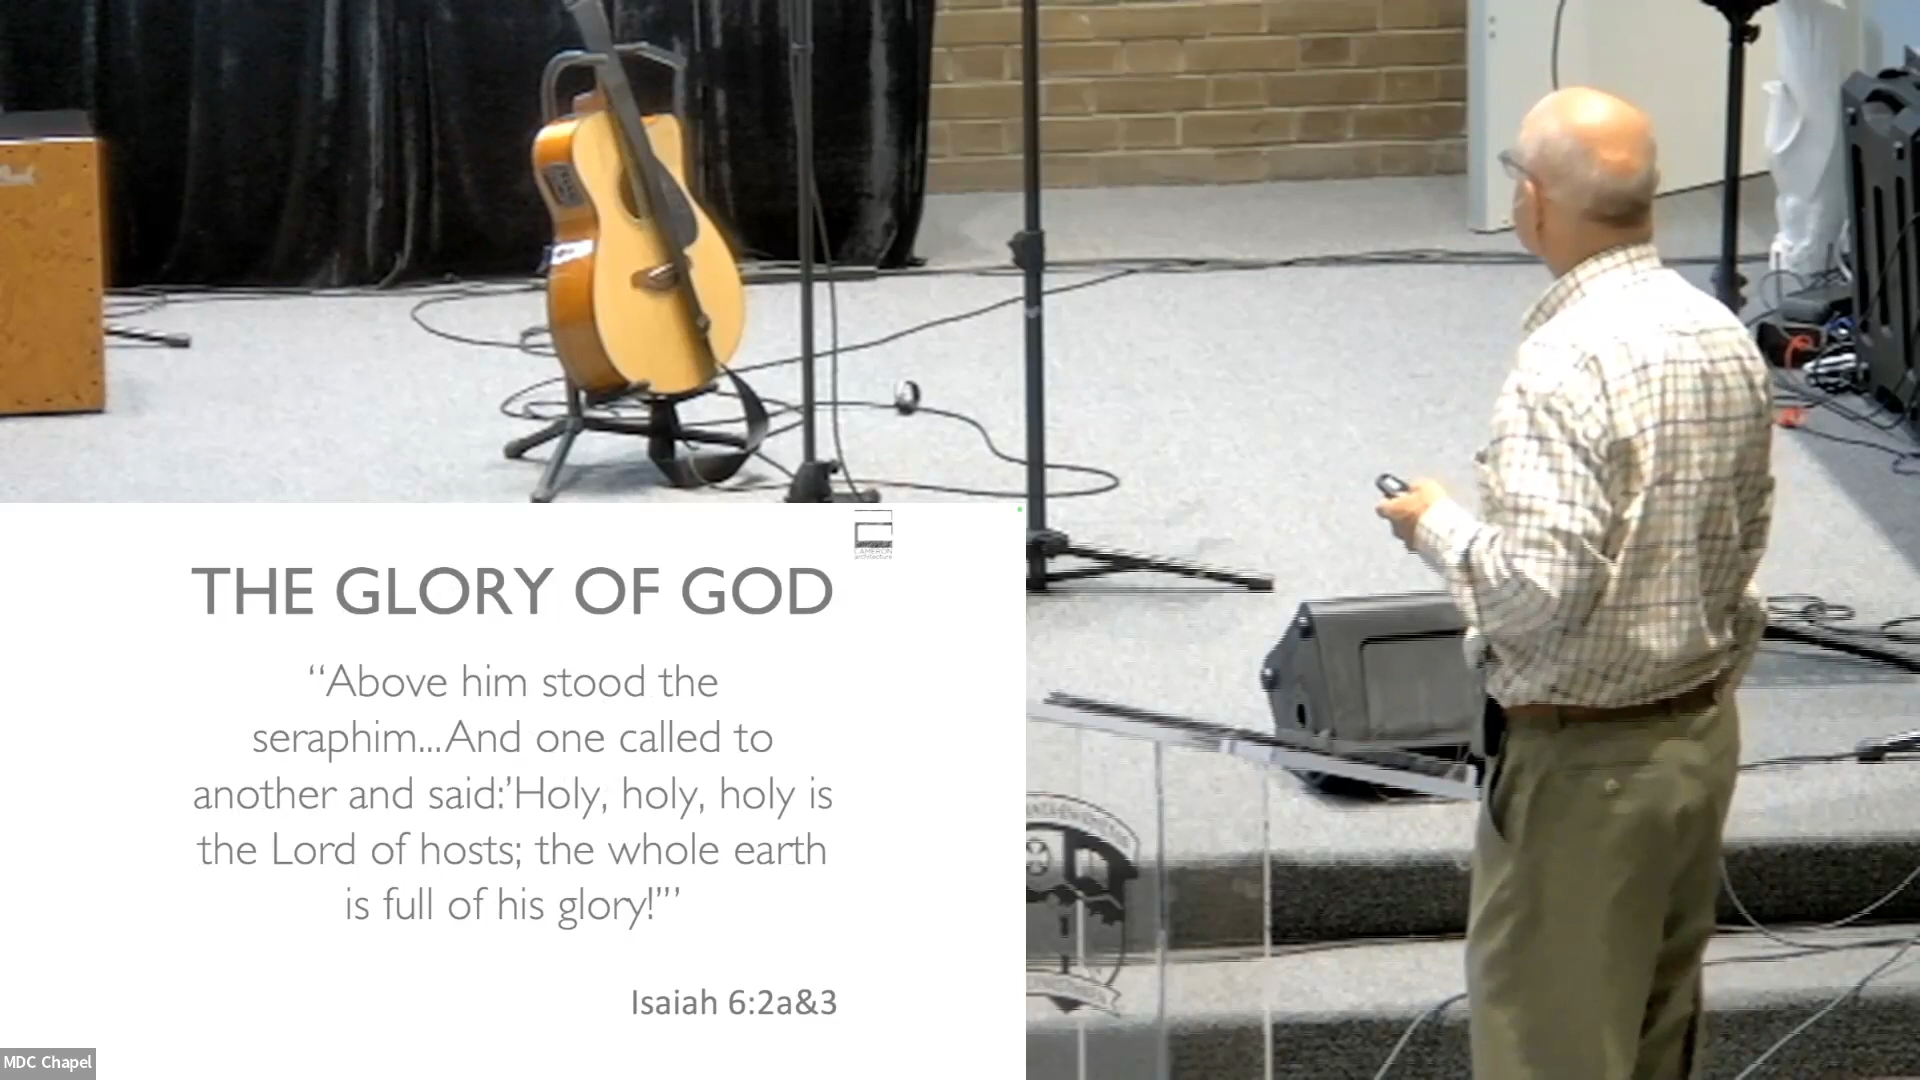 CAMERON
architecture
THE GLORY OF GOD
“Above him stood the
seraphim...And one called to
another and said:’Holy, holy, holy is
the Lord of hosts; the whole earth
is full of his glory!”’
Isaiah 6:2a&3
MDC Chapel